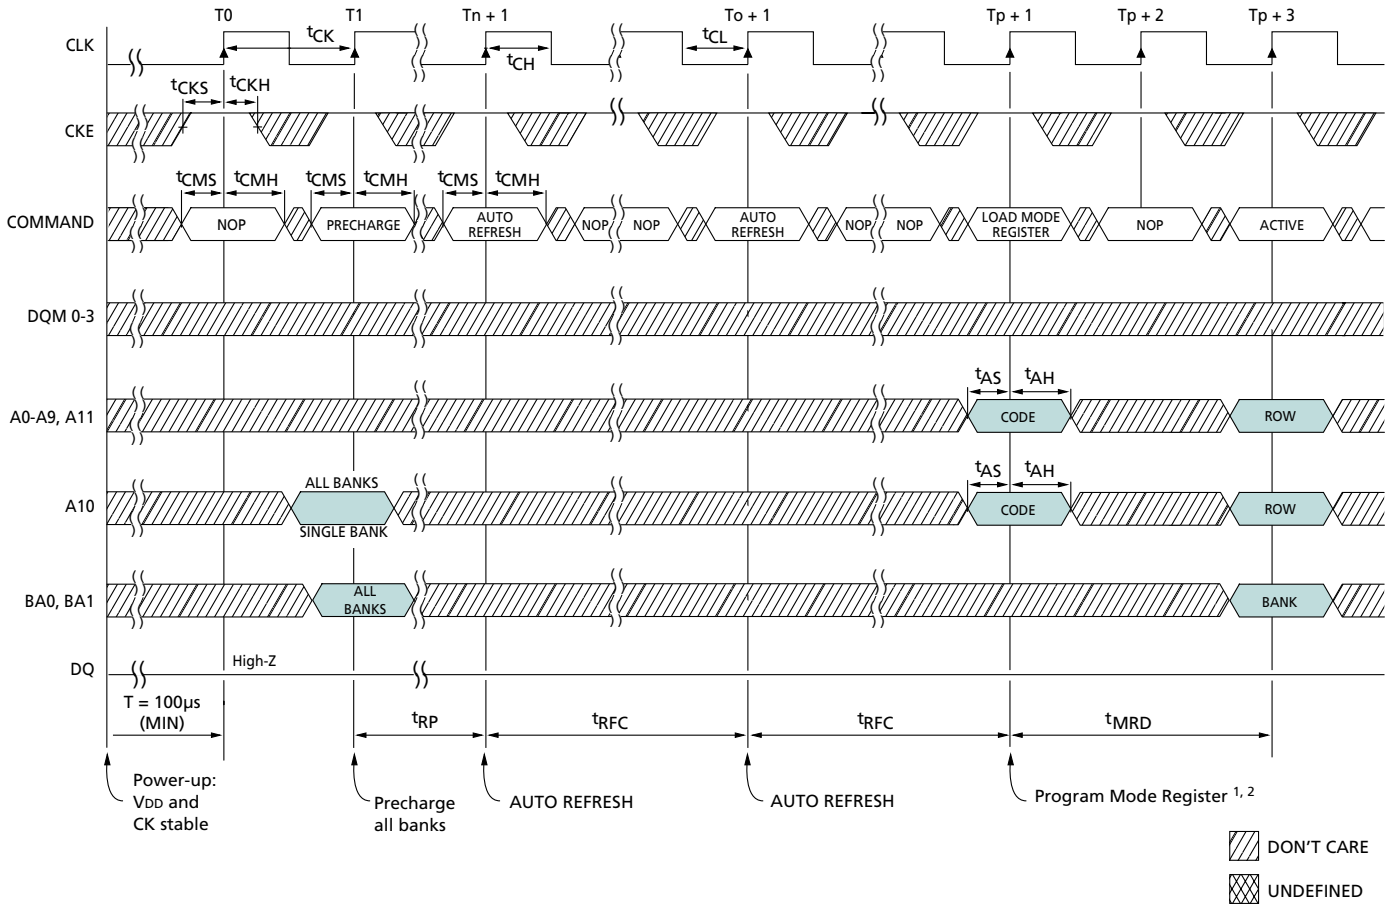 T0 T1 Tn + 1 To + 1 Tp + 1 Tp + 2 Tp + 3
CLK tCK tCH tCL
tCKS tCKH
CKE
tCMS tCMH tCMS tCMH tCMS tCMH
COMMAND NOP PRECHARGE AUTO REFRESH NOP NOP AUTO REFRESH NOP NOP LOAD MODE REGISTER NOP ACTIVE
DQM 0-3
tAS tAH
A0-A9, A11 CODE ROW
ALL BANKS tAS tAH
A10 CODE ROW
SINGLE BANK
BA0, BA1 ALL BANKS BANK
DQ High-Z
T = 100µs
(MIN)
tRP tRFC tRFC tMRD
Power-up:
VDD and
CK stable
Precharge
all banks
AUTO REFRESH
AUTO REFRESH
Program Mode Register 1, 2
DON'T CARE
UNDEFINED